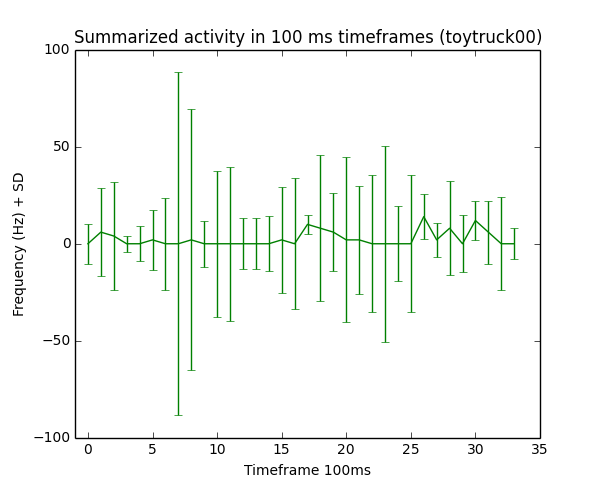 Summarized activity in 100 ms timeframes (toytruck00)
100
50
0
−50
−100
Frequency (Hz) + SD
0 5 10 15 20 25 30 35
Timeframe 100ms